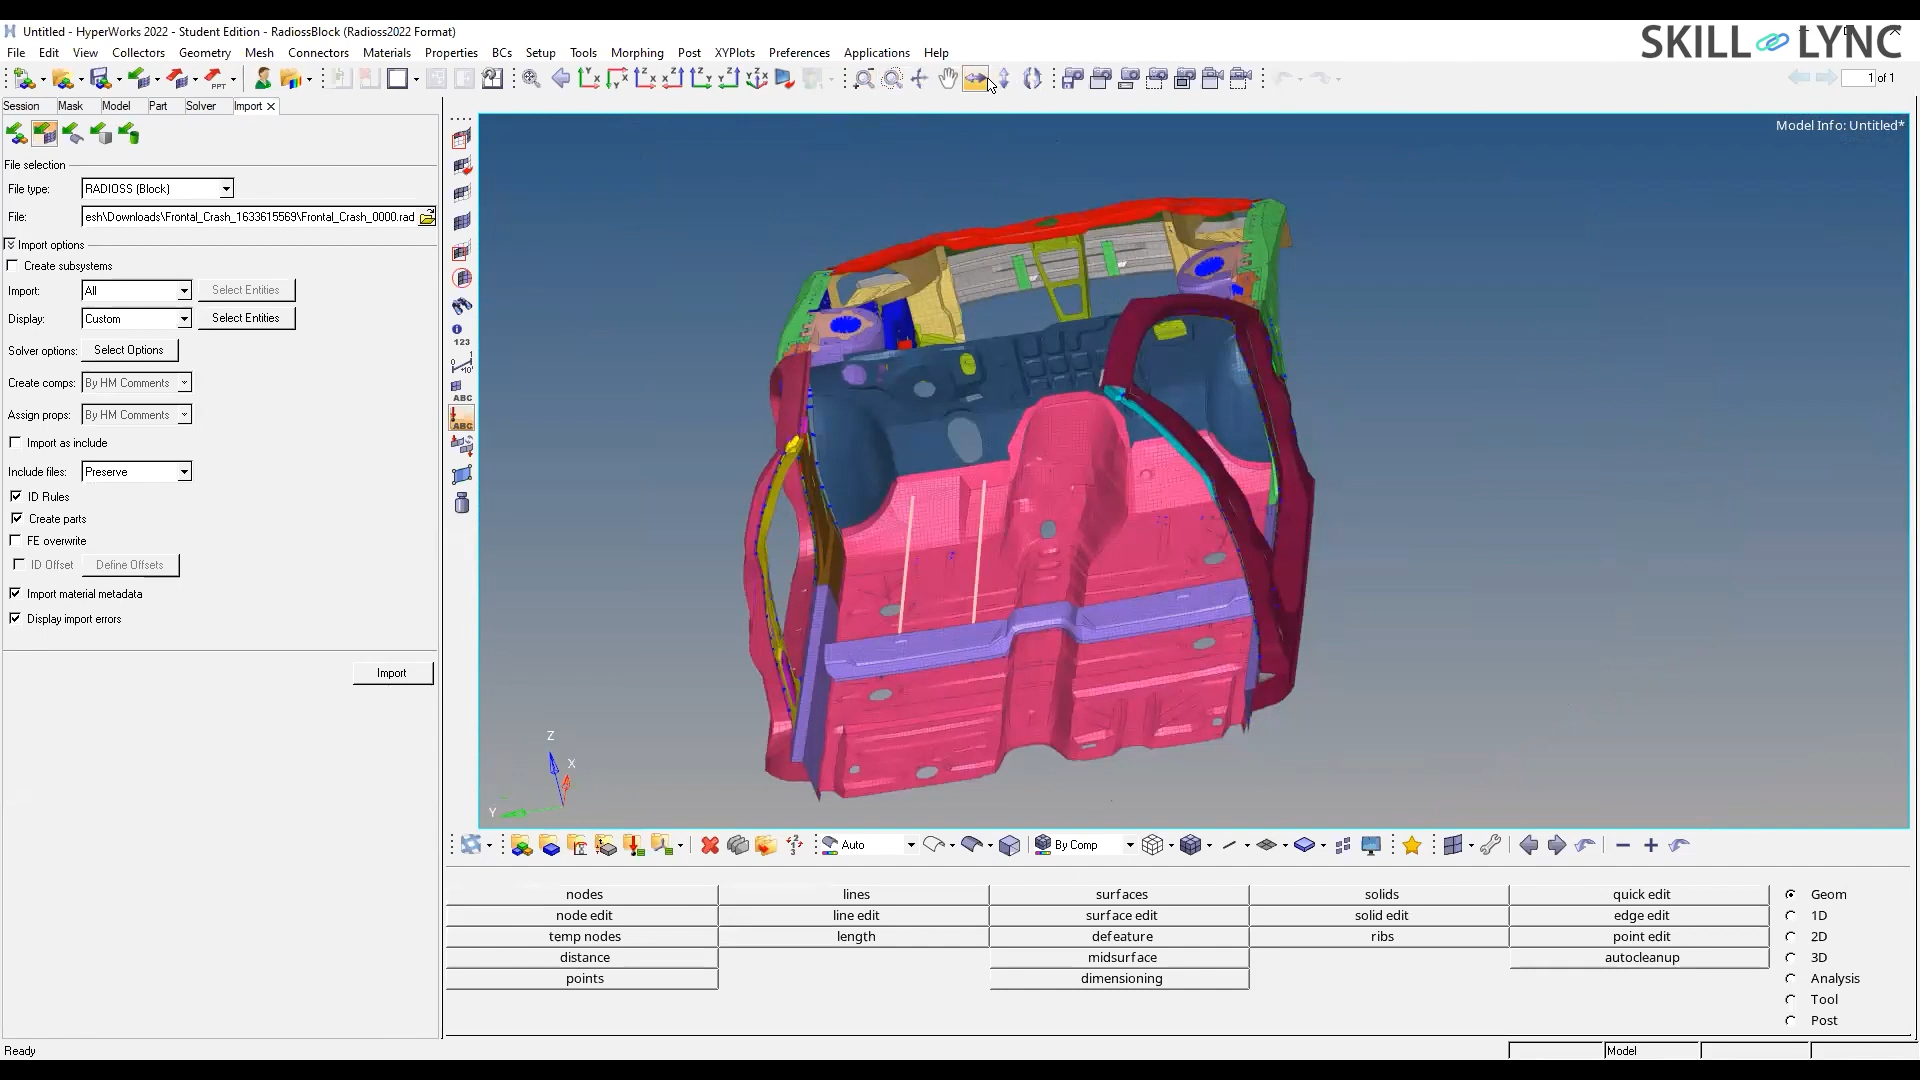 Untitled - HyperWorks 2022 - Student Edition - RadiossBlock (Radioss2022 Format)
SKILL LYNC
File Edit View Collectors Geometry Mesh Connectors Materials Properties BCs Setup Tools Morphing Post XYPlots Preferences Applications Help
PPT
1 of 1
Session Mask Model Part Solver Import
Model Info: Untitled*
File selection
File type: RADIOSS (Block)
File: esh\Downloads\Frontal_Crash_1633615569\Frontal_Crash_0000.rad
Import options
Create subsystems
Import: All Select Entities
Display: Custom Select Entities
Solver options: Select Options
Create comps: By HM Comments
Assign props: By HM Comments
Import as include
Include files: Preserve
ID Rules
Create parts
FE overwrite
ID Offset Define Offsets
Import material metadata
Display import errors
Import
123
ABC
ABC
Z
X
Y
Auto By Comp
nodes lines surfaces solids quick edit Geom
node edit line edit surface edit solid edit edge edit 1D
temp nodes length defeature ribs point edit 2D
distance midsurface autocleanup 3D
points dimensioning Analysis
Tool
Post
Ready Model